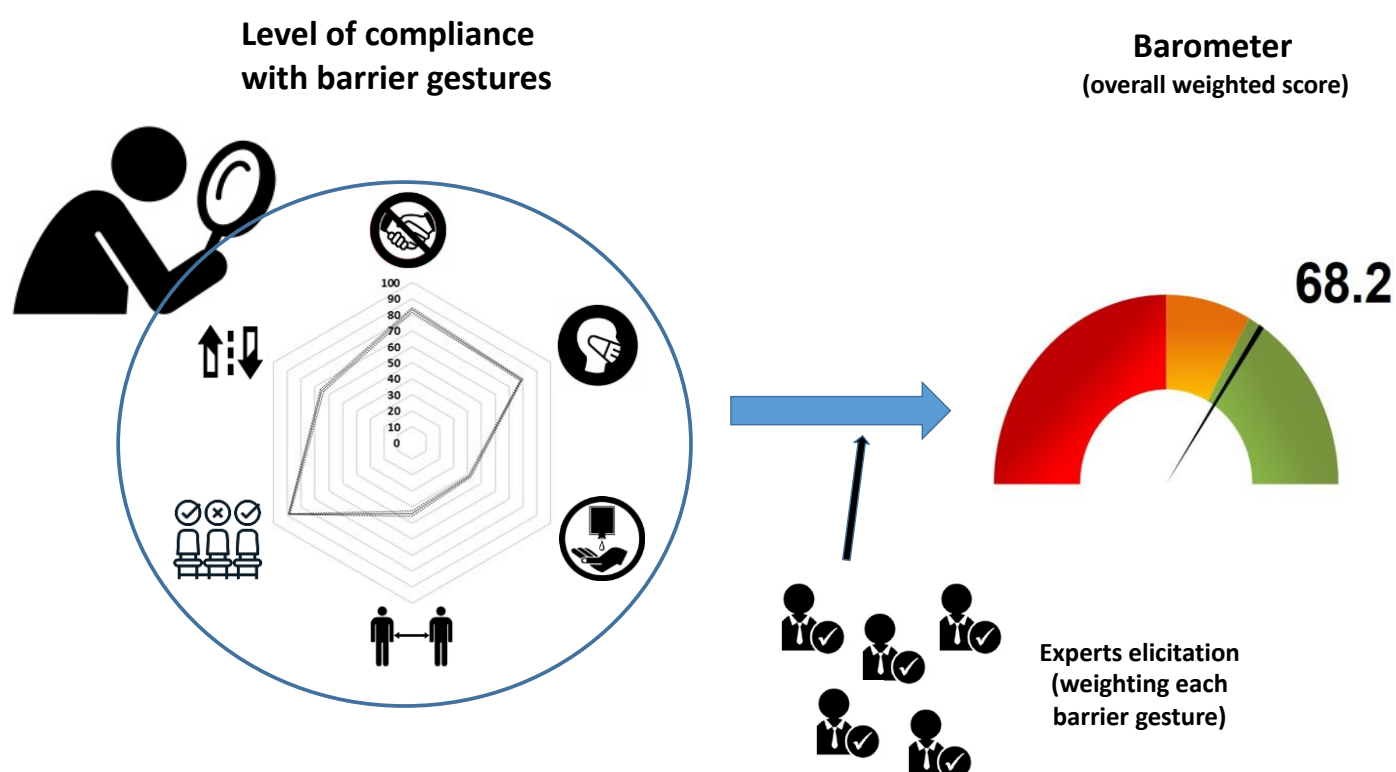 Level of compliance
with barrier gestures
Barometer
(overall weighted score)
100
90
80
70
60
50
40
30
20
10
0
68.2
Experts elicitation
(weighting each
barrier gesture)